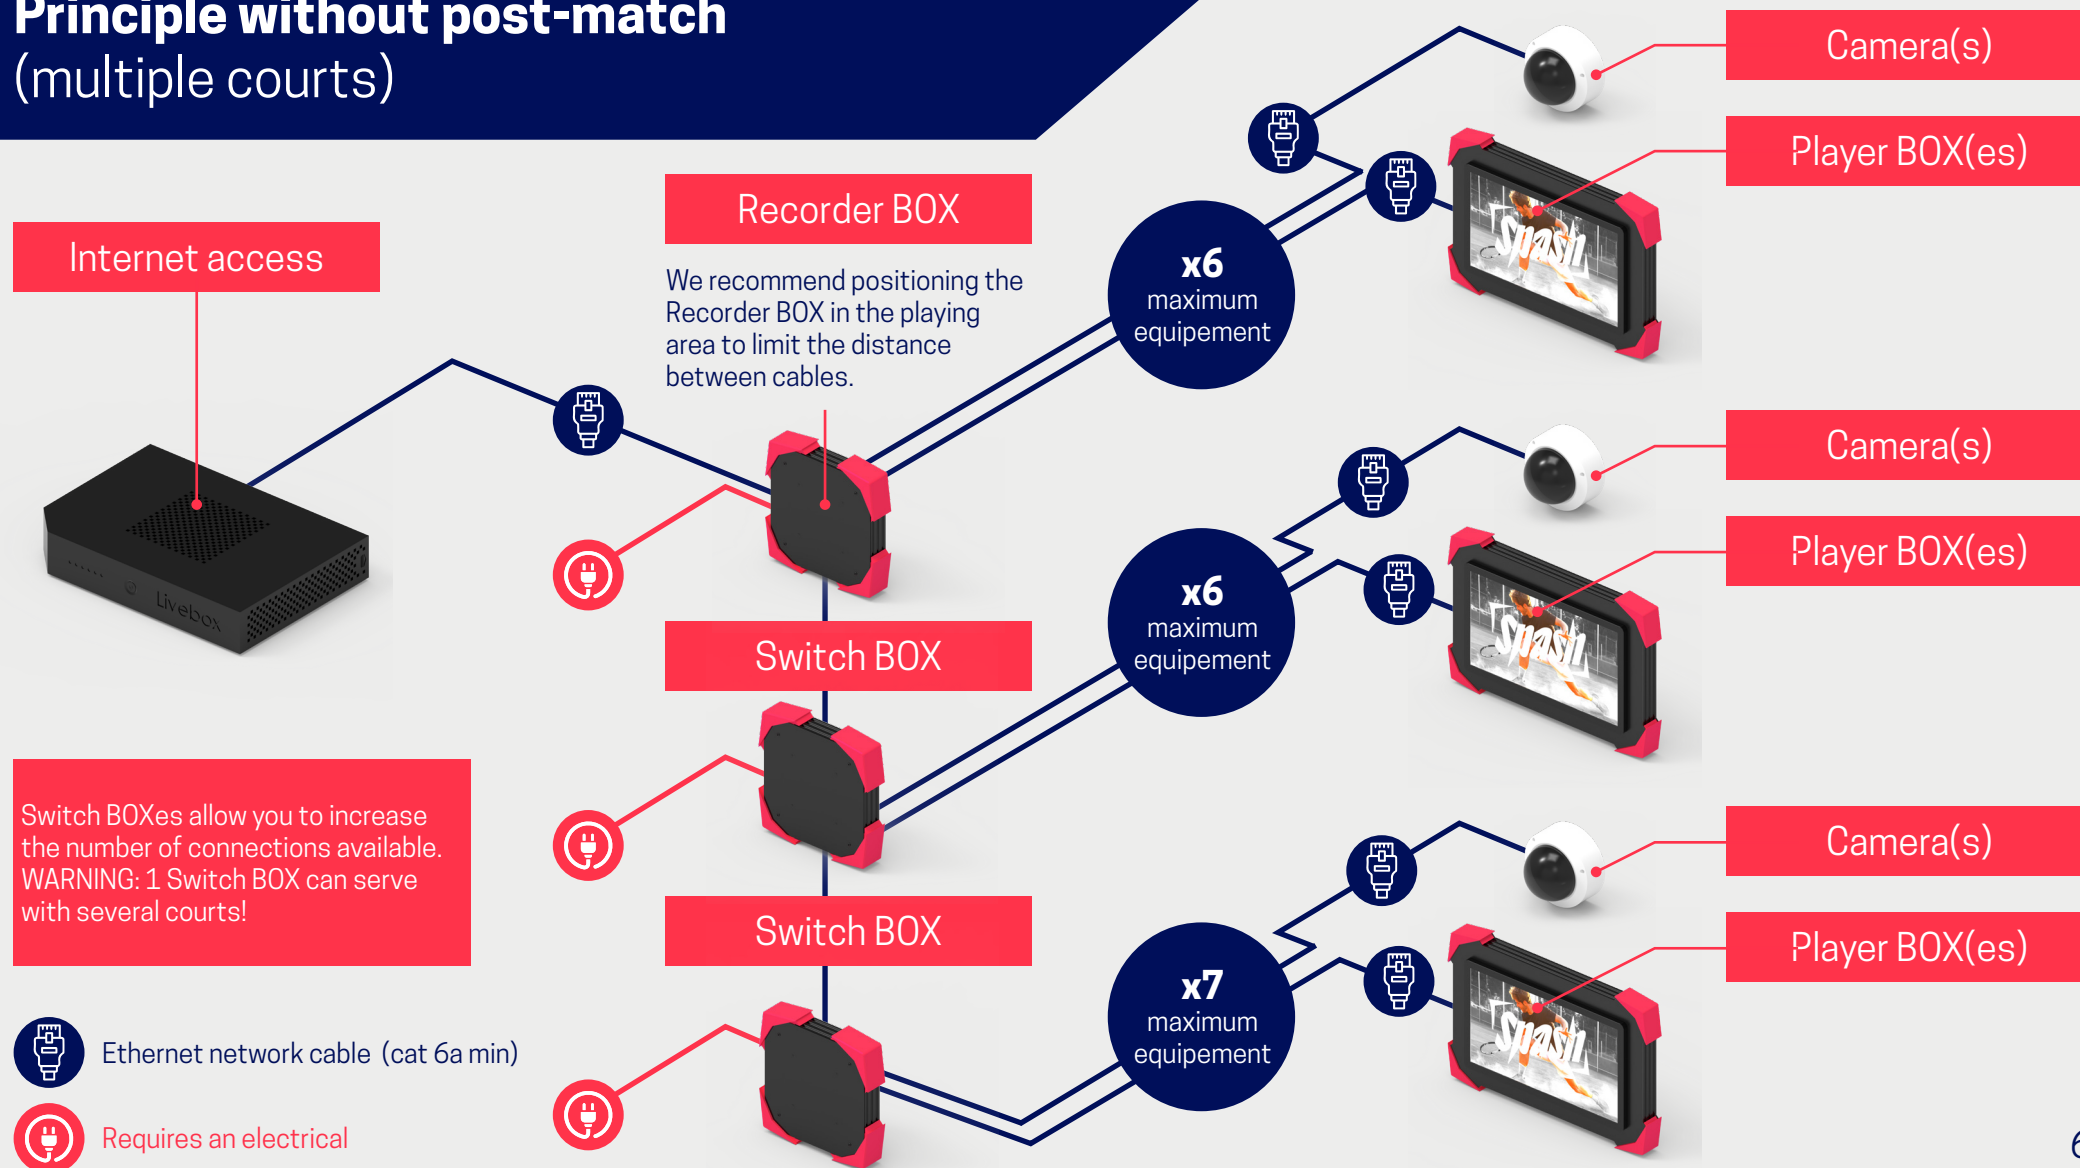 Principle without post-match
(multiple courts)
Camera(s)
Player BOX(es)
Recorder BOX
Internet access
We recommend positioning the
Recorder BOX in the playing
area to limit the distance
between cables.
x6
maximum
equipement
Splash
Livebox
Camera(s)
Player BOX(es)
x6
maximum
equipement
Switch BOX
Splash
Switch BOXes allow you to increase
the number of connections available.
WARNING: 1 Switch BOX can serve
with several courts!
Camera(s)
Player BOX(es)
Switch BOX
x7
maximum
equipement
Splash
Ethernet network cable (cat 6a min)
Requires an electrical